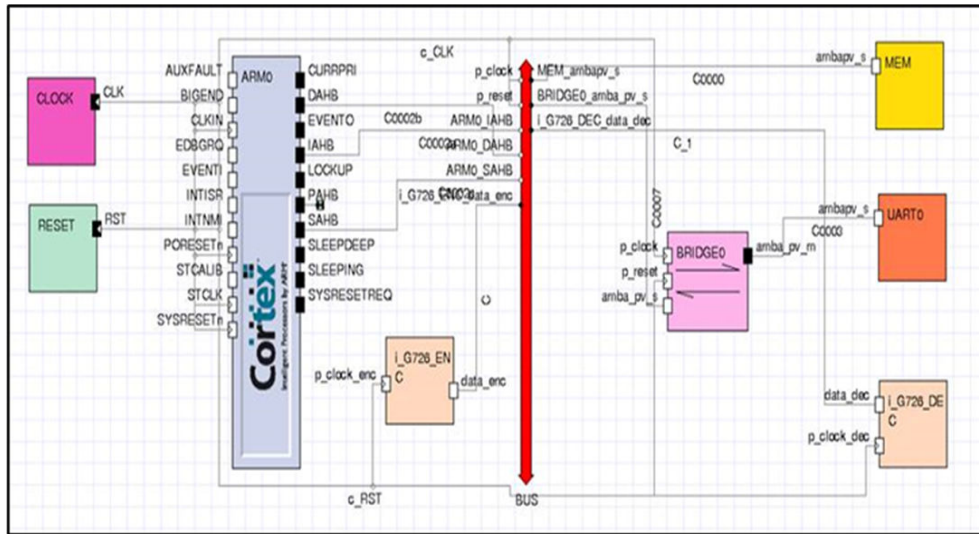 CLOCK
CLK
RESET
RST
AUXFAULT
BIGEND
CLKIN
EDBGRQ
EVENTI
INTISR
INTNMI
PORESETn
STCALIB
STCLK
SYSRESETn
ARM0
Cortex
Intelligent Processors by ARM
CURRPRI
DAHB
EVENTO
IAHB
LOCKUP
PAHB
SAHB
SLEEPDEEP
SLEEPING
SYSRESETREQ
c_CLK
C0002b
p_clock
p_reset
ARM0_IAHB
ARM0_DAHB
ARM0_SAHB
i_G726_ENC_data_enc
MEM_ambapv_s
BRIDGE0_amba_pv_s
i_G726_DEC_data_dec
C0000
C_1
C
C0007
i_G726_EN
C
p_clock_enc
data_enc
c_RST
BUS
ambapv_s
MEM
ambapv_s
UART0
C0003
p_clock
p_reset
amba_pv_s
BRIDGE0
amba_pv_m
data_dec
p_clock_dec
i_G726_DE
C